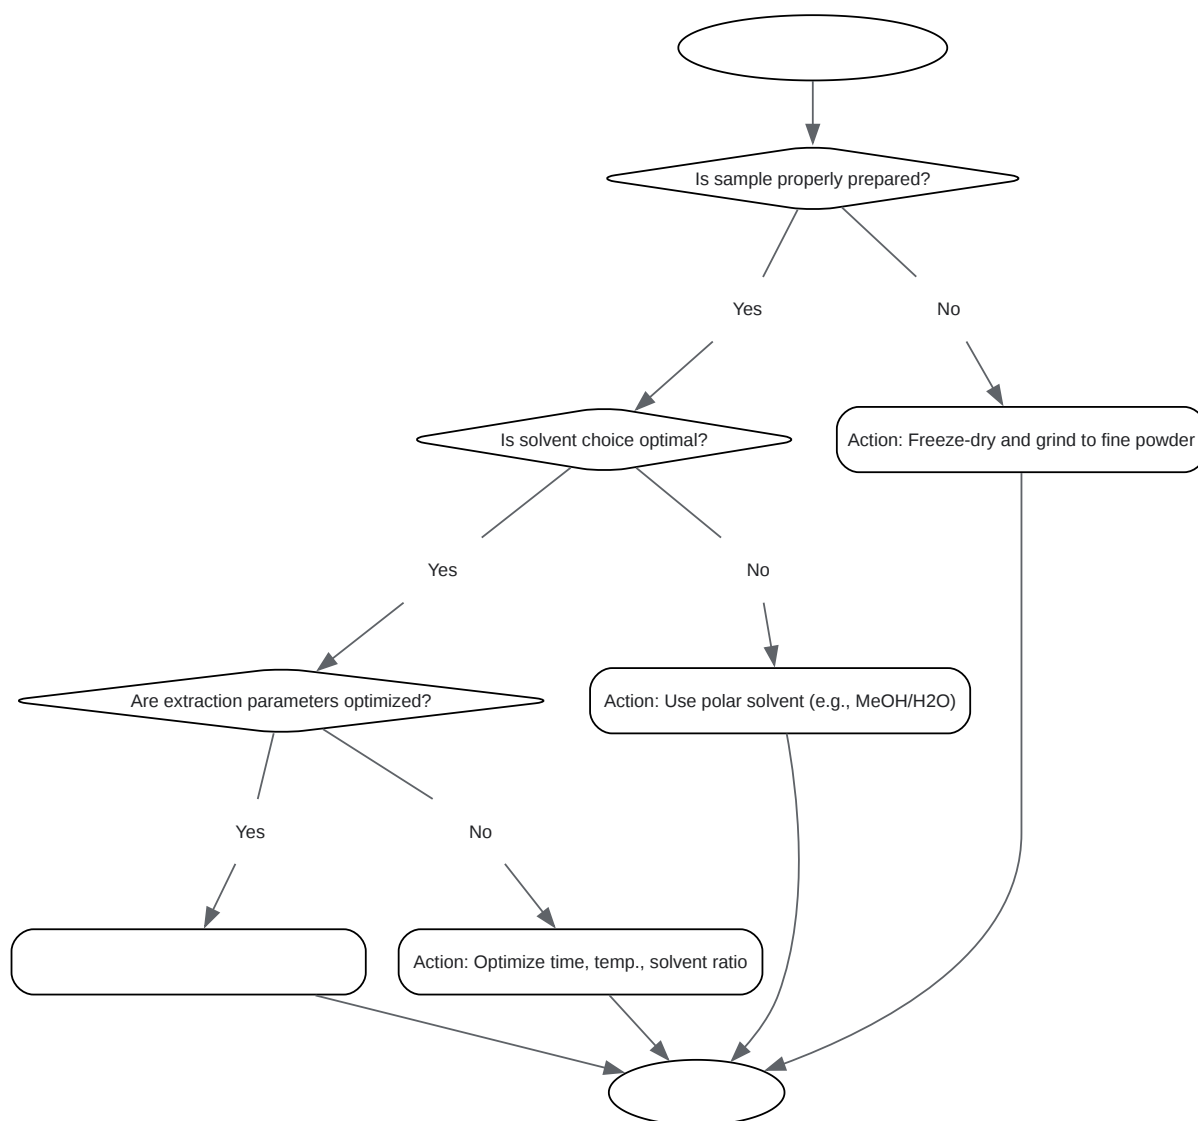 Is sample properly prepared?
Yes
No
Is solvent choice optimal?
Action: Freeze-dry and grind to fine powder
Yes
No
Are extraction parameters optimized?
Action: Use polar solvent (e.g., MeOH/H2O)
Yes
No
Action: Optimize time, temp., solvent ratio